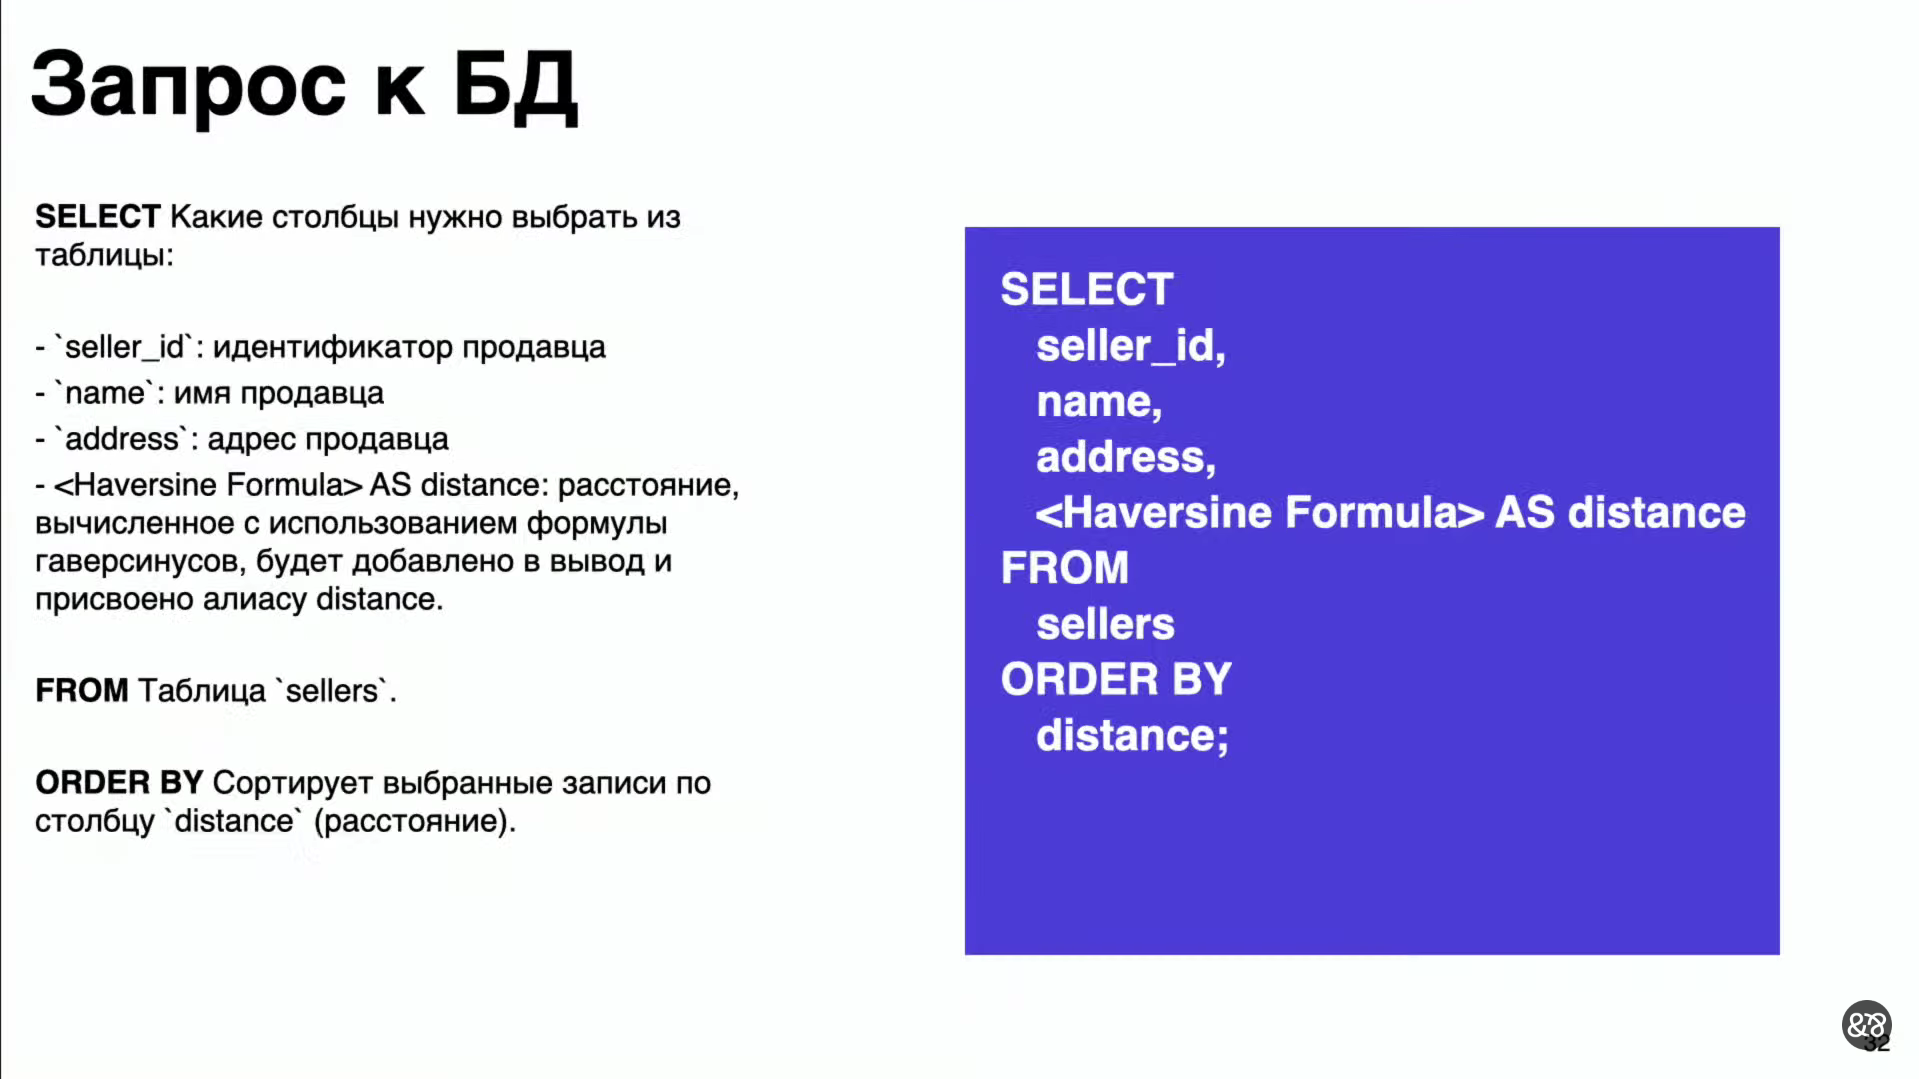 Запрос к БД
SELECT Какие столбцы нужно выбрать из
таблицы:
- `seller_id`: идентификатор продавца
- `name`: имя продавца
- `address`: адрес продавца
- <Haversine Formula> AS distance: расстояние,
вычисленное с использованием формулы
гаверсинусов, будет добавлено в вывод и
присвоено алиасу distance.
FROM Таблица `sellers`.
ORDER BY Сортирует выбранные записи по
столбцу `distance` (расстояние).
SELECT
seller_id,
name,
address,
<Haversine Formula> AS distance
FROM
sellers
ORDER BY
distance;
32